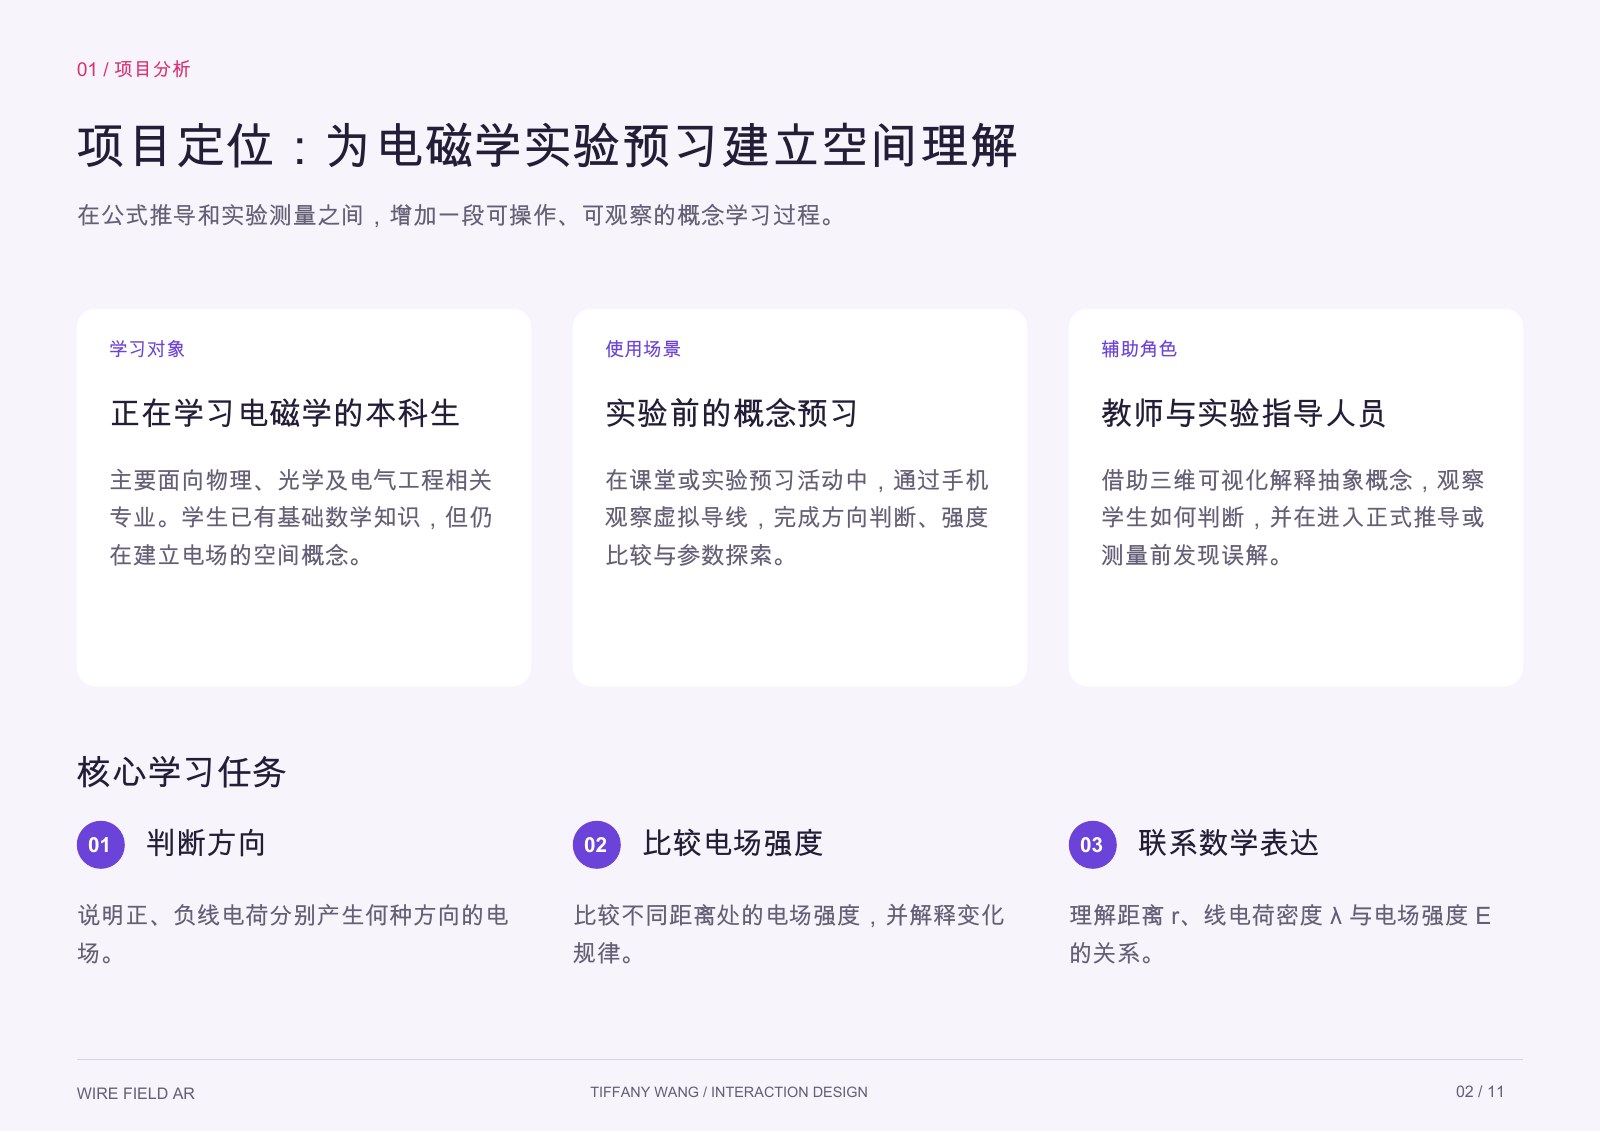 01 / 项目分析
项目定位：为电磁学实验预习建立空间理解
在公式推导和实验测量之间，增加一段可操作、可观察的概念学习过程。
学习对象
正在学习电磁学的本科生
主要面向物理、光学及电气工程相关
专业。学生已有基础数学知识，但仍
在建立电场的空间概念。
使用场景
实验前的概念预习
在课堂或实验预习活动中，通过手机
观察虚拟导线，完成方向判断、强度
比较与参数探索。
辅助角色
教师与实验指导人员
借助三维可视化解释抽象概念，观察
学生如何判断，并在进入正式推导或
测量前发现误解。
核心学习任务
01 判断方向
说明正、负线电荷分别产生何种方向的电
场。
02 比较电场强度
比较不同距离处的电场强度，并解释变化
规律。
03 联系数学表达
理解距离 r、线电荷密度 λ 与电场强度 E
的关系。
WIRE FIELD AR
TIFFANY WANG / INTERACTION DESIGN
02 / 11